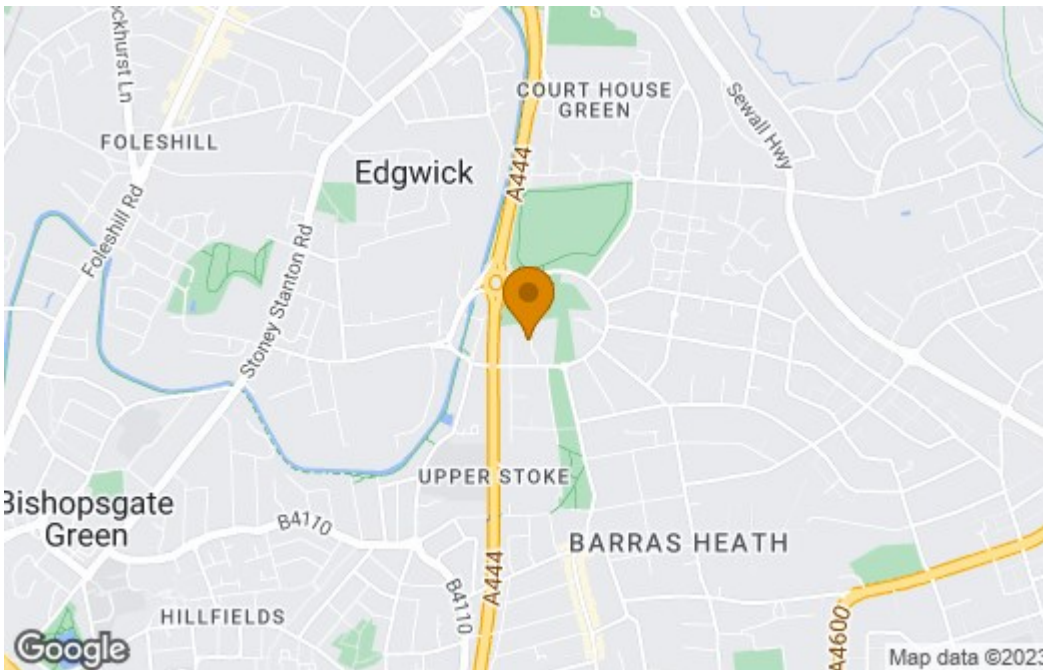 ockhurst Ln
FOLESHILL
Foleshill Rd
Edgwick
Stoney Stanton Rd
A444
COURT HOUSE
GREEN
Sewall Hwy
UPPER STOKE
Bishopsgate
Green
B4110
HILLFIELDS
B4110
A444
BARRAS HEATH
A4600
Google
Map data ©2023